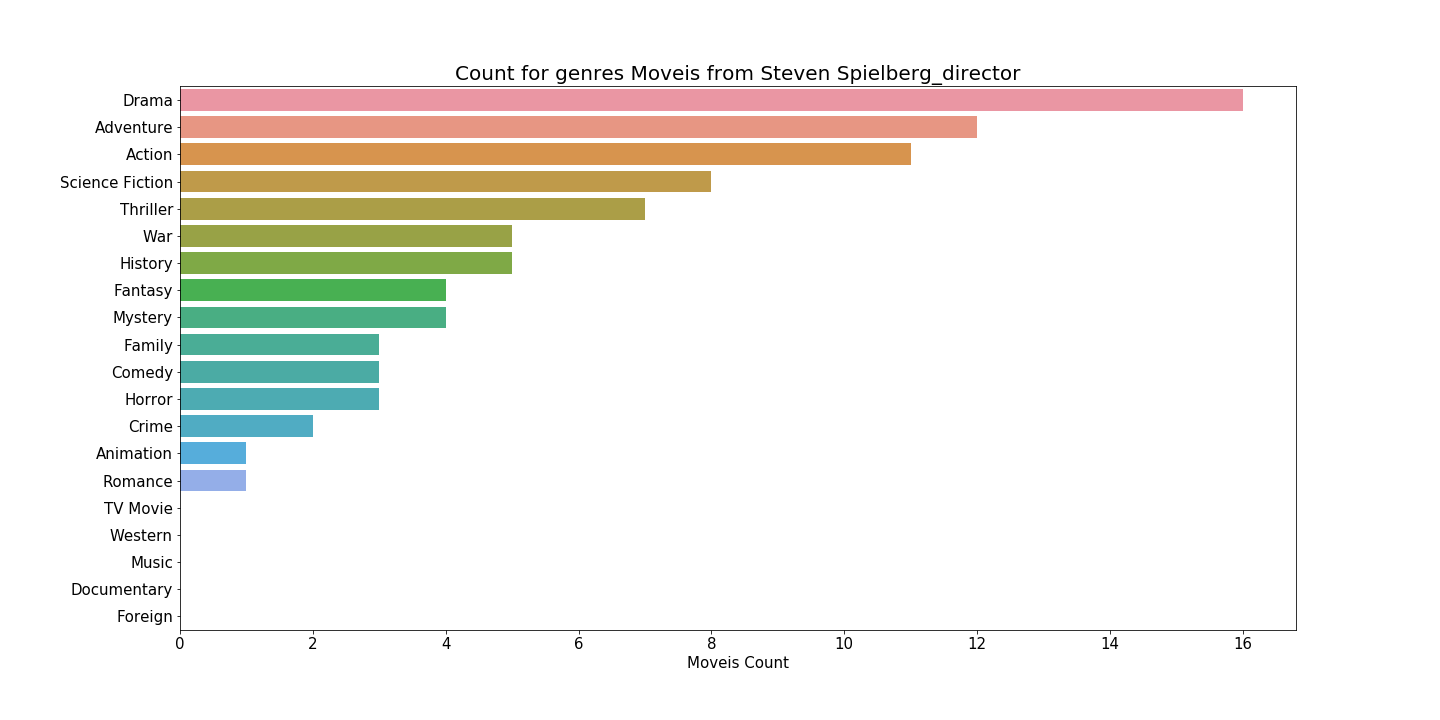 Count for genres Moveis from Steven Spielberg_director
Drama
Adventure
Action
Science Fiction
Thriller
War
History
Fantasy
Mystery
Family
Comedy
Horror
Crime
Animation
Romance
TV Movie
Western
Music
Documentary
Foreign
0 2 4 6 8 10 12 14 16
Moveis Count